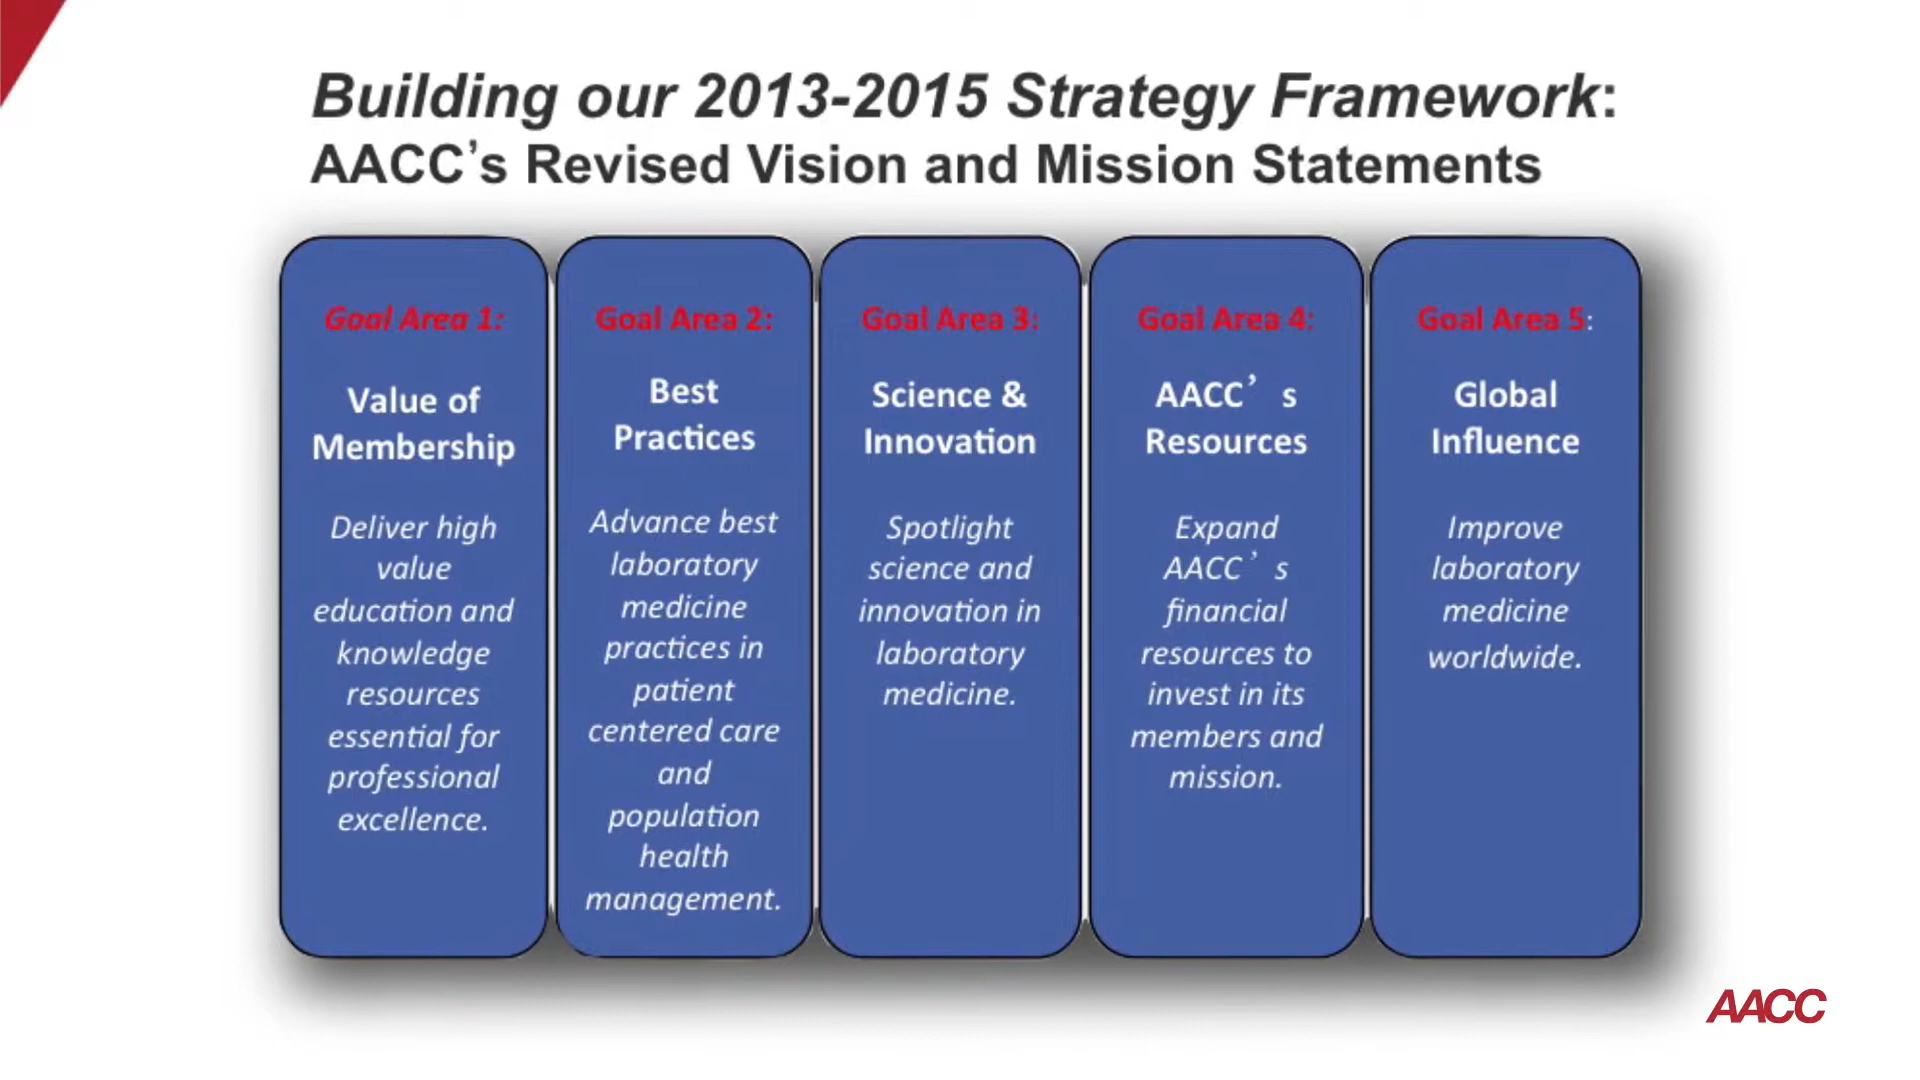 Building our 2013-2015 Strategy Framework:
AACC’s Revised Vision and Mission Statements
Goal Area 1:
Value of
Membership
Deliver high
value
education and
knowledge
resources
essential for
professional
excellence.
Goal Area 2:
Best
Practices
Advance best
laboratory
medicine
practices in
patient
centered care
and
population
health
management.
Goal Area 3:
Science &
Innovation
Spotlight
science and
innovation in
laboratory
medicine.
Goal Area 4:
AACC’ s
Resources
Expand
AACC’ s
financial
resources to
invest in its
members and
mission.
Goal Area 5:
Global
Influence
Improve
laboratory
medicine
worldwide.
AACC